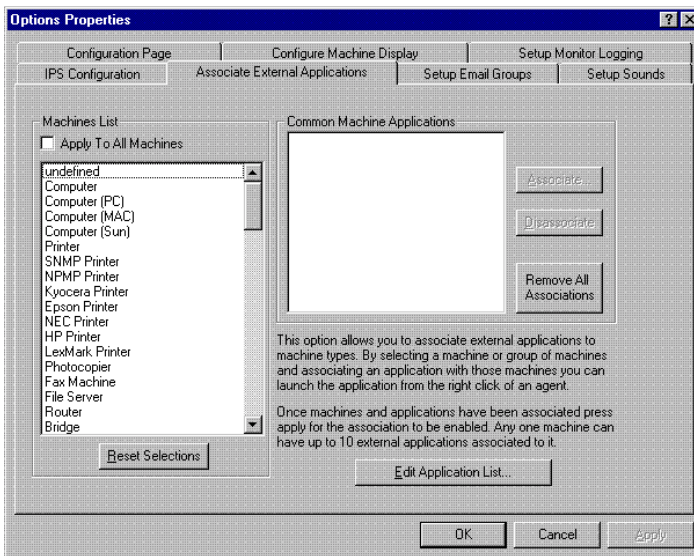 Options Properties
Configuration Page
Configure Machine Display
Setup Monitor Logging
IPS Configuration
Associate External Applications
Setup Email Groups
Setup Sounds
Machines List
Apply To All Machines
undefined
Computer
Computer (PC)
Computer (MAC)
Computer (Sun)
Printer
SNMP Printer
NPMP Printer
Kyocera Printer
Epson Printer
NEC Printer
HP Printer
LexMark Printer
Photocopier
Fax Machine
File Server
Router
Bridge
Reset Selections
Common Machine Applications
Associate...
Disassociate
Remove All
Associations
This option allows you to associate external applications to
machine types. By selecting a machine or group of machines
and associating an application with those machines you can
launch the application from the right click of an agent.
Once machines and applications have been associated press
apply for the association to be enabled. Any one machine can
have up to 10 external applications associated to it.
Edit Application List...
OK
Cancel
Apply